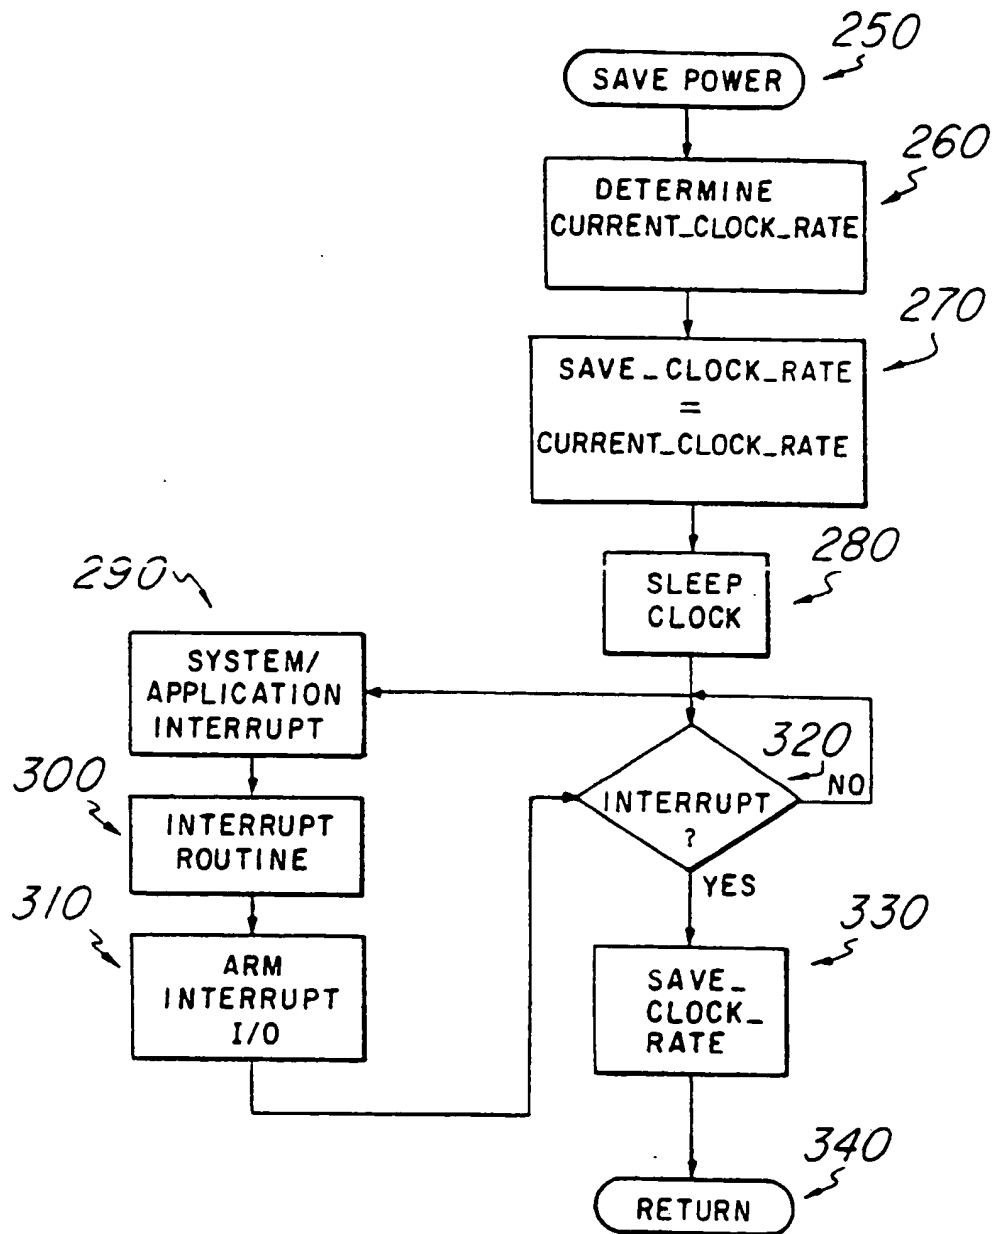 250
SAVE POWER
260
DETERMINE
CURRENT_CLOCK_RATE
270
SAVE_CLOCK_RATE
=
CURRENT_CLOCK_RATE
280
SLEEP
CLOCK
290
SYSTEM/
APPLICATION
INTERRUPT
300
INTERRUPT
ROUTINE
310
ARM
INTERRUPT
I/O
320
NO
INTERRUPT
?
YES
330
SAVE_
CLOCK_
RATE
340
RETURN